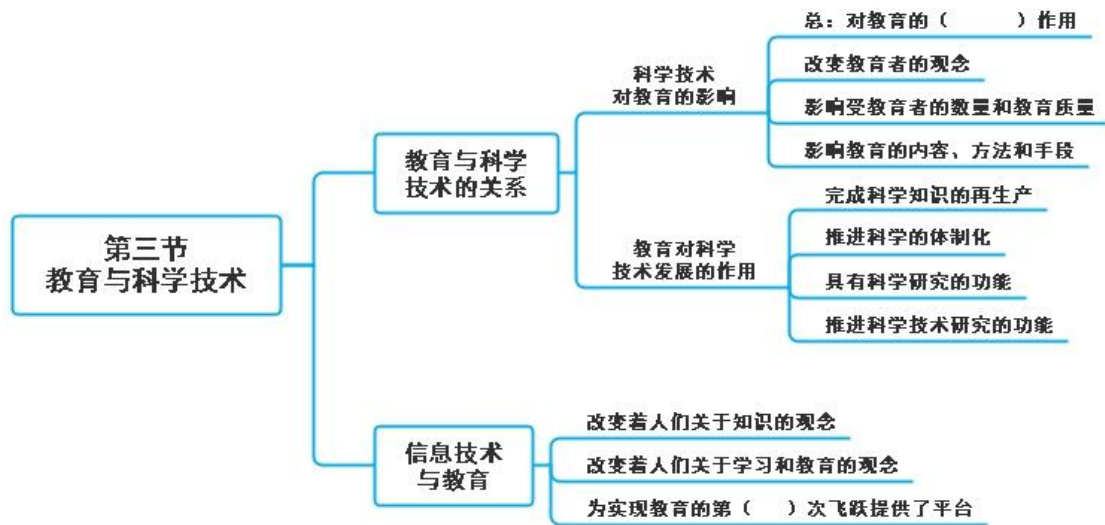 第三节
教育与科学技术
教育与科学
技术的关系
科学技术
对教育的影响
总：对教育的（　　　）作用
改变教育者的观念
影响受教育者的数量和教育质量
影响教育的内容、方法和手段
教育对科学
技术发展的作用
完成科学知识的再生产
推进科学的体制化
具有科学研究的功能
推进科学技术研究的功能
信息技术
与教育
改变着人们关于知识的观念
改变着人们关于学习和教育的观念
为实现教育的第（　）次飞跃提供了平台